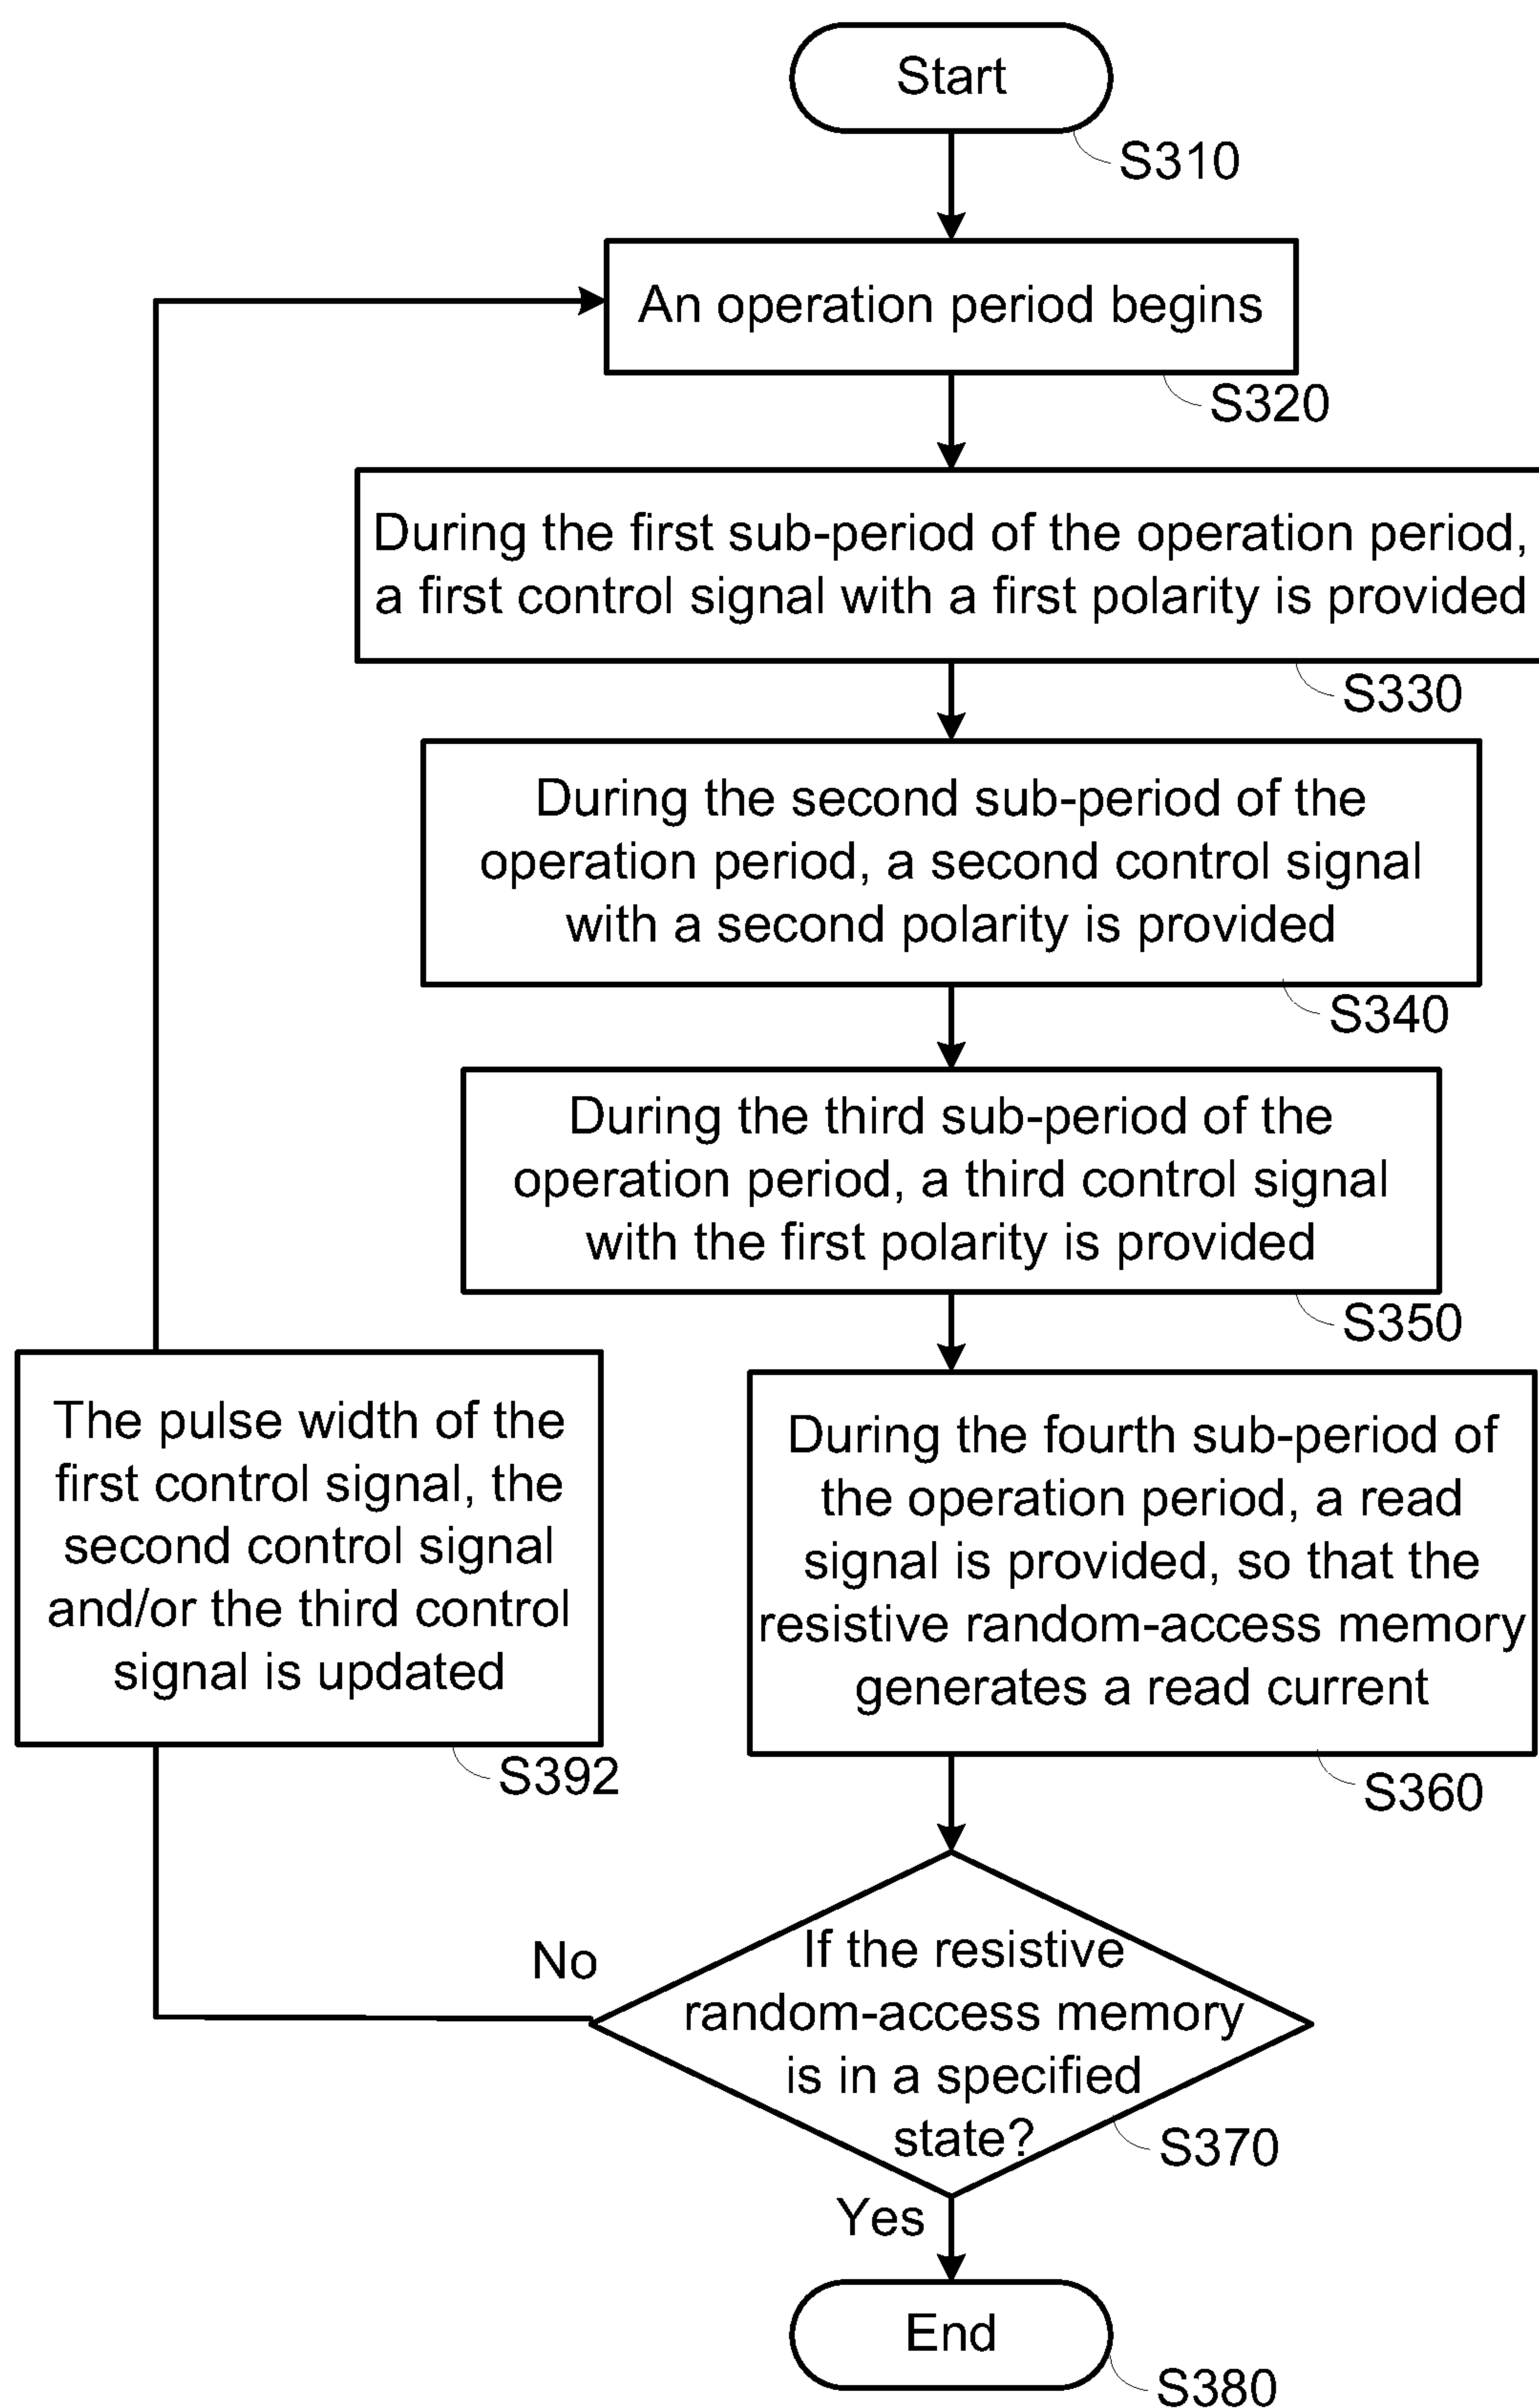 Start
S310
An operation period begins
S320
During the first sub-period of the operation period,
a first control signal with a first polarity is provided
S330
During the second sub-period of the
operation period, a second control signal
with a second polarity is provided
S340
During the third sub-period of the
operation period, a third control signal
with the first polarity is provided
S350
During the fourth sub-period of
the operation period, a read
signal is provided, so that the
resistive random-access memory
generates a read current
S360
If the resistive
random-access memory
is in a specified
state?
S370
No
The pulse width of the
first control signal, the
second control signal
and/or the third control
signal is updated
S392
Yes
End
S380